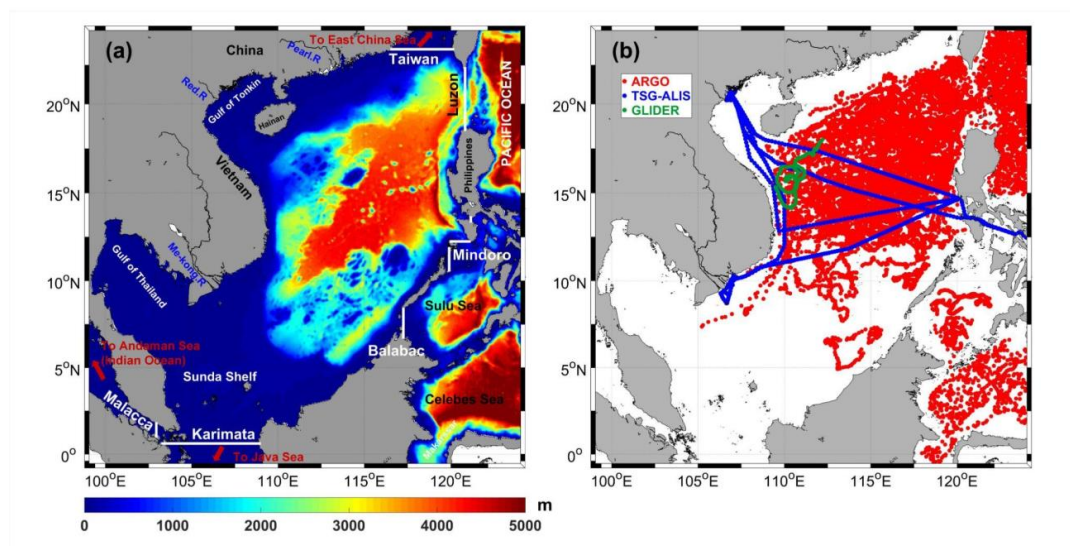 (a)
China
Pearl.R
To East China Sea
Taiwan
Red.R
Gulf of Tonkin
Hainan
Luzon
PACIFIC OCEAN
Vietnam
Philippines
Me-kong.R
Gulf of Thailand
Mindoro
Sulu Sea
Balabac
To Andaman Sea
(Indian Ocean)
Sunda Shelf
Celebes Sea
Malacca
Karimata
To Java Sea
20°N
15°N
10°N
5°N
0°
100°E 105°E 110°E 115°E 120°E
0 1000 2000 3000 4000 5000 m
(b)
ARGO
TSG-ALIS
GLIDER
20°N
15°N
10°N
5°N
0°
100°E 105°E 110°E 115°E 120°E